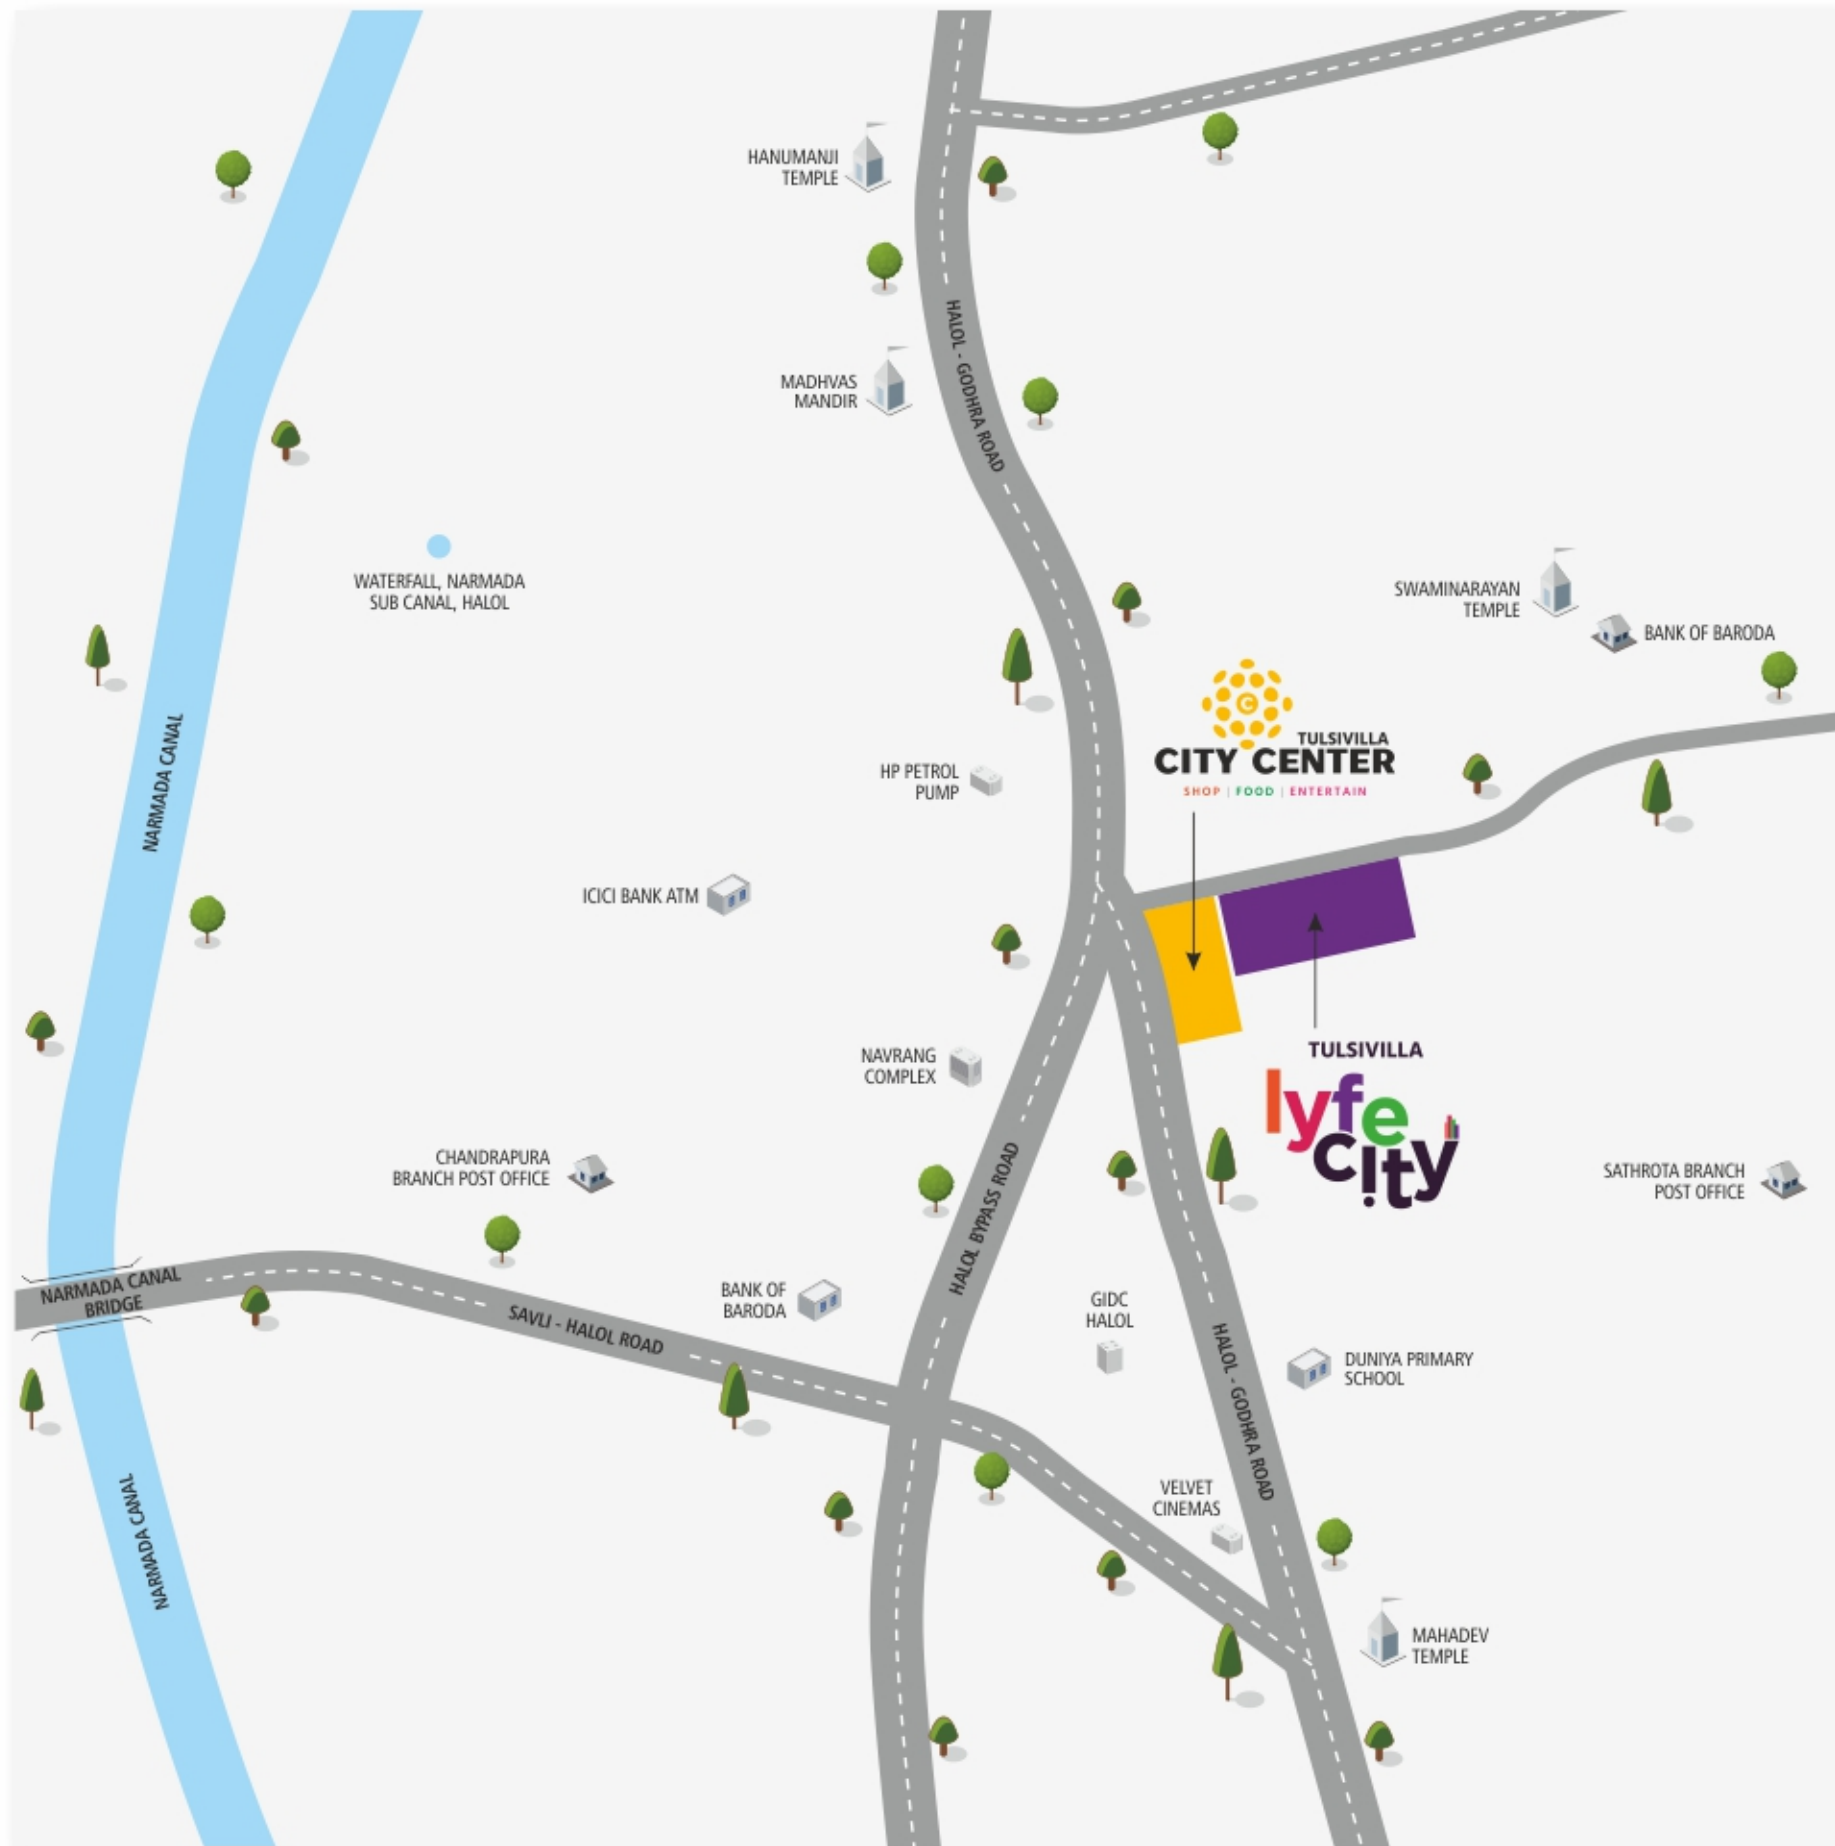 HANUMANJI
TEMPLE
HALOL - GODHRA ROAD
MADHVAS
MANDIR
WATERFALL, NARMADA
SUB CANAL, HALOL
SWAMINARAYAN
TEMPLE
BANK OF BARODA
NARMADA CANAL
HP PETROL
PUMP
C
TULSIVILLA
CITY CENTER
SHOP | FOOD | ENTERTAIN
ICICI BANK ATM
NAVRANG
COMPLEX
TULSIVILLA
lyfe
city
CHANDRAPURA
BRANCH POST OFFICE
HALOL BYPASS ROAD
SATHROTA BRANCH
POST OFFICE
NARMADA CANAL
BRIDGE
SAVLI - HALOL ROAD
BANK OF
BARODA
GIDC
HALOL
HALOL - GODHRA ROAD
DUNIYA PRIMARY
SCHOOL
NARMADA CANAL
VELVET
CINEMAS
MAHADEV
TEMPLE